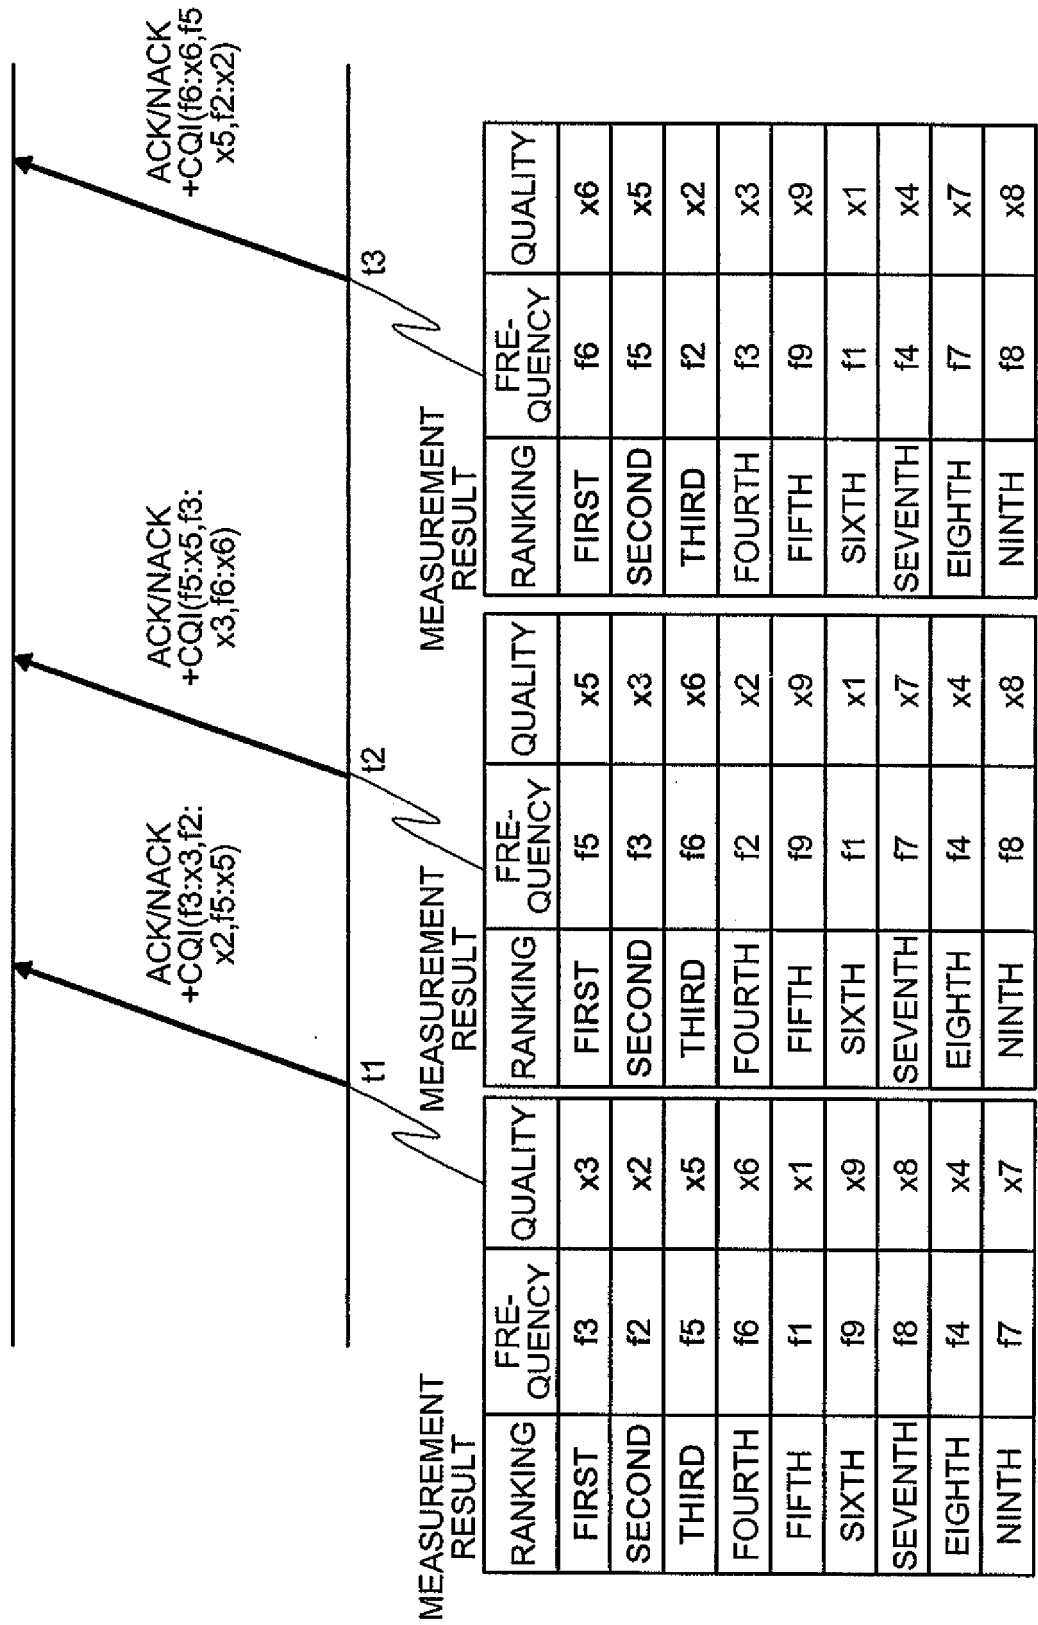 ACK/NACK
+CQI(f3:x3,f2:
x2,f5:x5)
ACK/NACK
+CQI(f5:x5,f3:
x3,f6:x6)
ACK/NACK
+CQI(f6:x6,f5
x5,f2:x2)
t1
t2
t3
MEASUREMENT
RESULT
RANKING FRE-
QUENCY QUALITY
FIRST f3 x3
SECOND f2 x2
THIRD f5 x5
FOURTH f6 x6
FIFTH f1 x1
SIXTH f9 x9
SEVENTH f8 x8
EIGHTH f4 x4
NINTH f7 x7
MEASUREMENT
RESULT
RANKING FRE-
QUENCY QUALITY
FIRST f5 x5
SECOND f3 x3
THIRD f6 x6
FOURTH f2 x2
FIFTH f9 x9
SIXTH f1 x1
SEVENTH f7 x7
EIGHTH f4 x4
NINTH f8 x8
MEASUREMENT
RESULT
RANKING FRE-
QUENCY QUALITY
FIRST f6 x6
SECOND f5 x5
THIRD f2 x2
FOURTH f3 x3
FIFTH f9 x9
SIXTH f1 x1
SEVENTH f4 x4
EIGHTH f7 x7
NINTH f8 x8